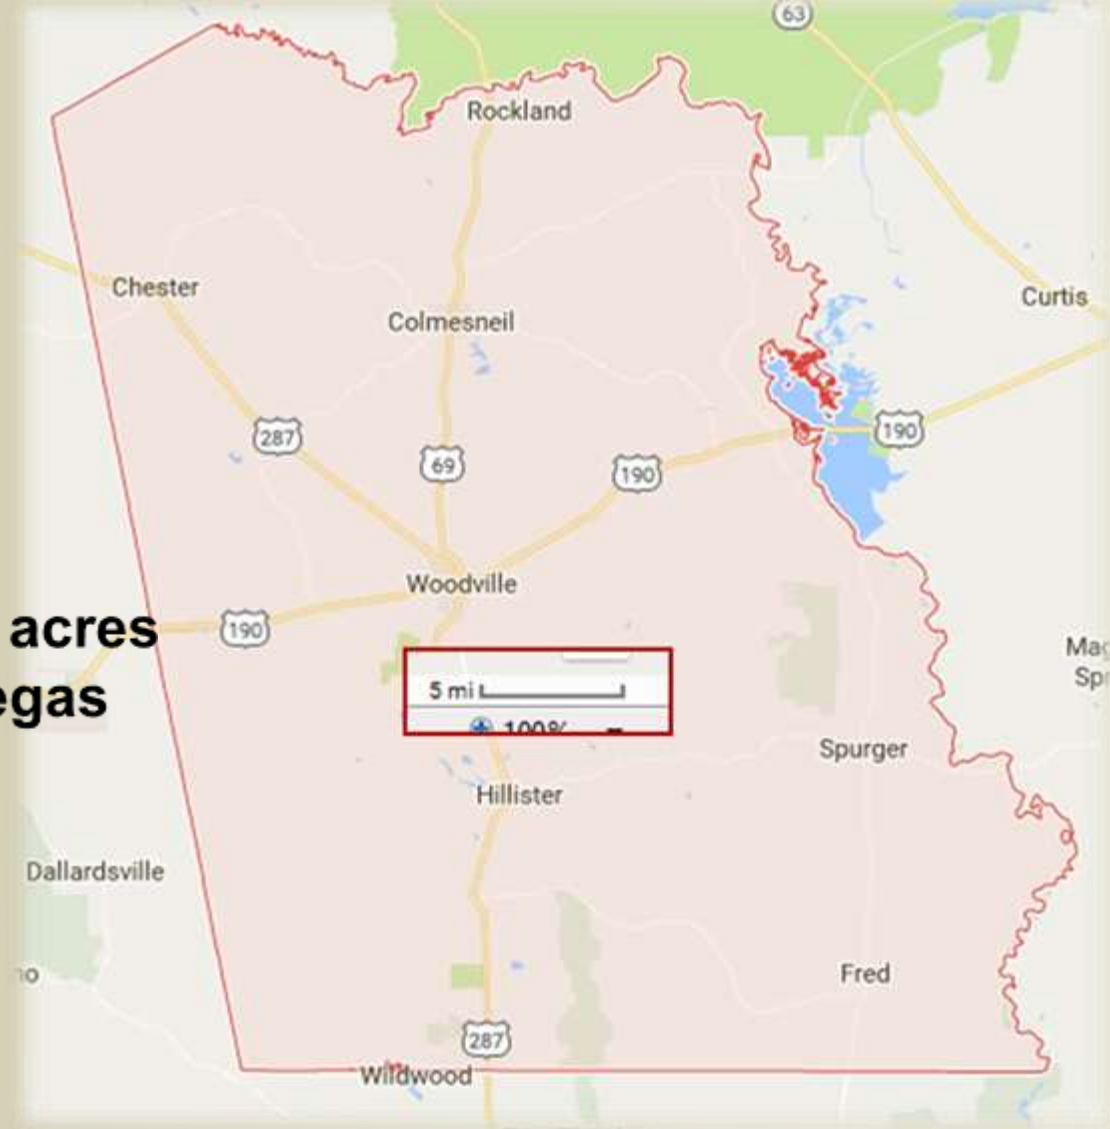 63
Rockland
Chester
Curtis
Colmesneil
287
69
190
190
Woodville
190
acres
5 mi
100%
Spurger
Hillister
Dallardsville
Fred
287
Wildwood